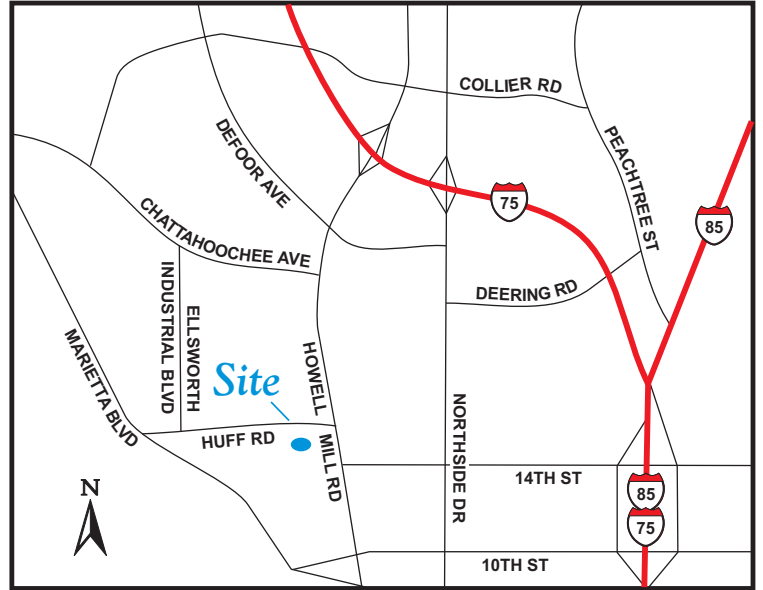 COLLIER RD
DEFOOR AVE
PEACHTREE ST
75
85
CHATTAHOOCHEE AVE
DEERING RD
ELLSWORTH
INDUSTRIAL BLVD
MARIETTA BLVD
Site
HOWELL
MILL RD
HUFF RD
NORTHSIDE DR
14TH ST
85
75
N
10TH ST